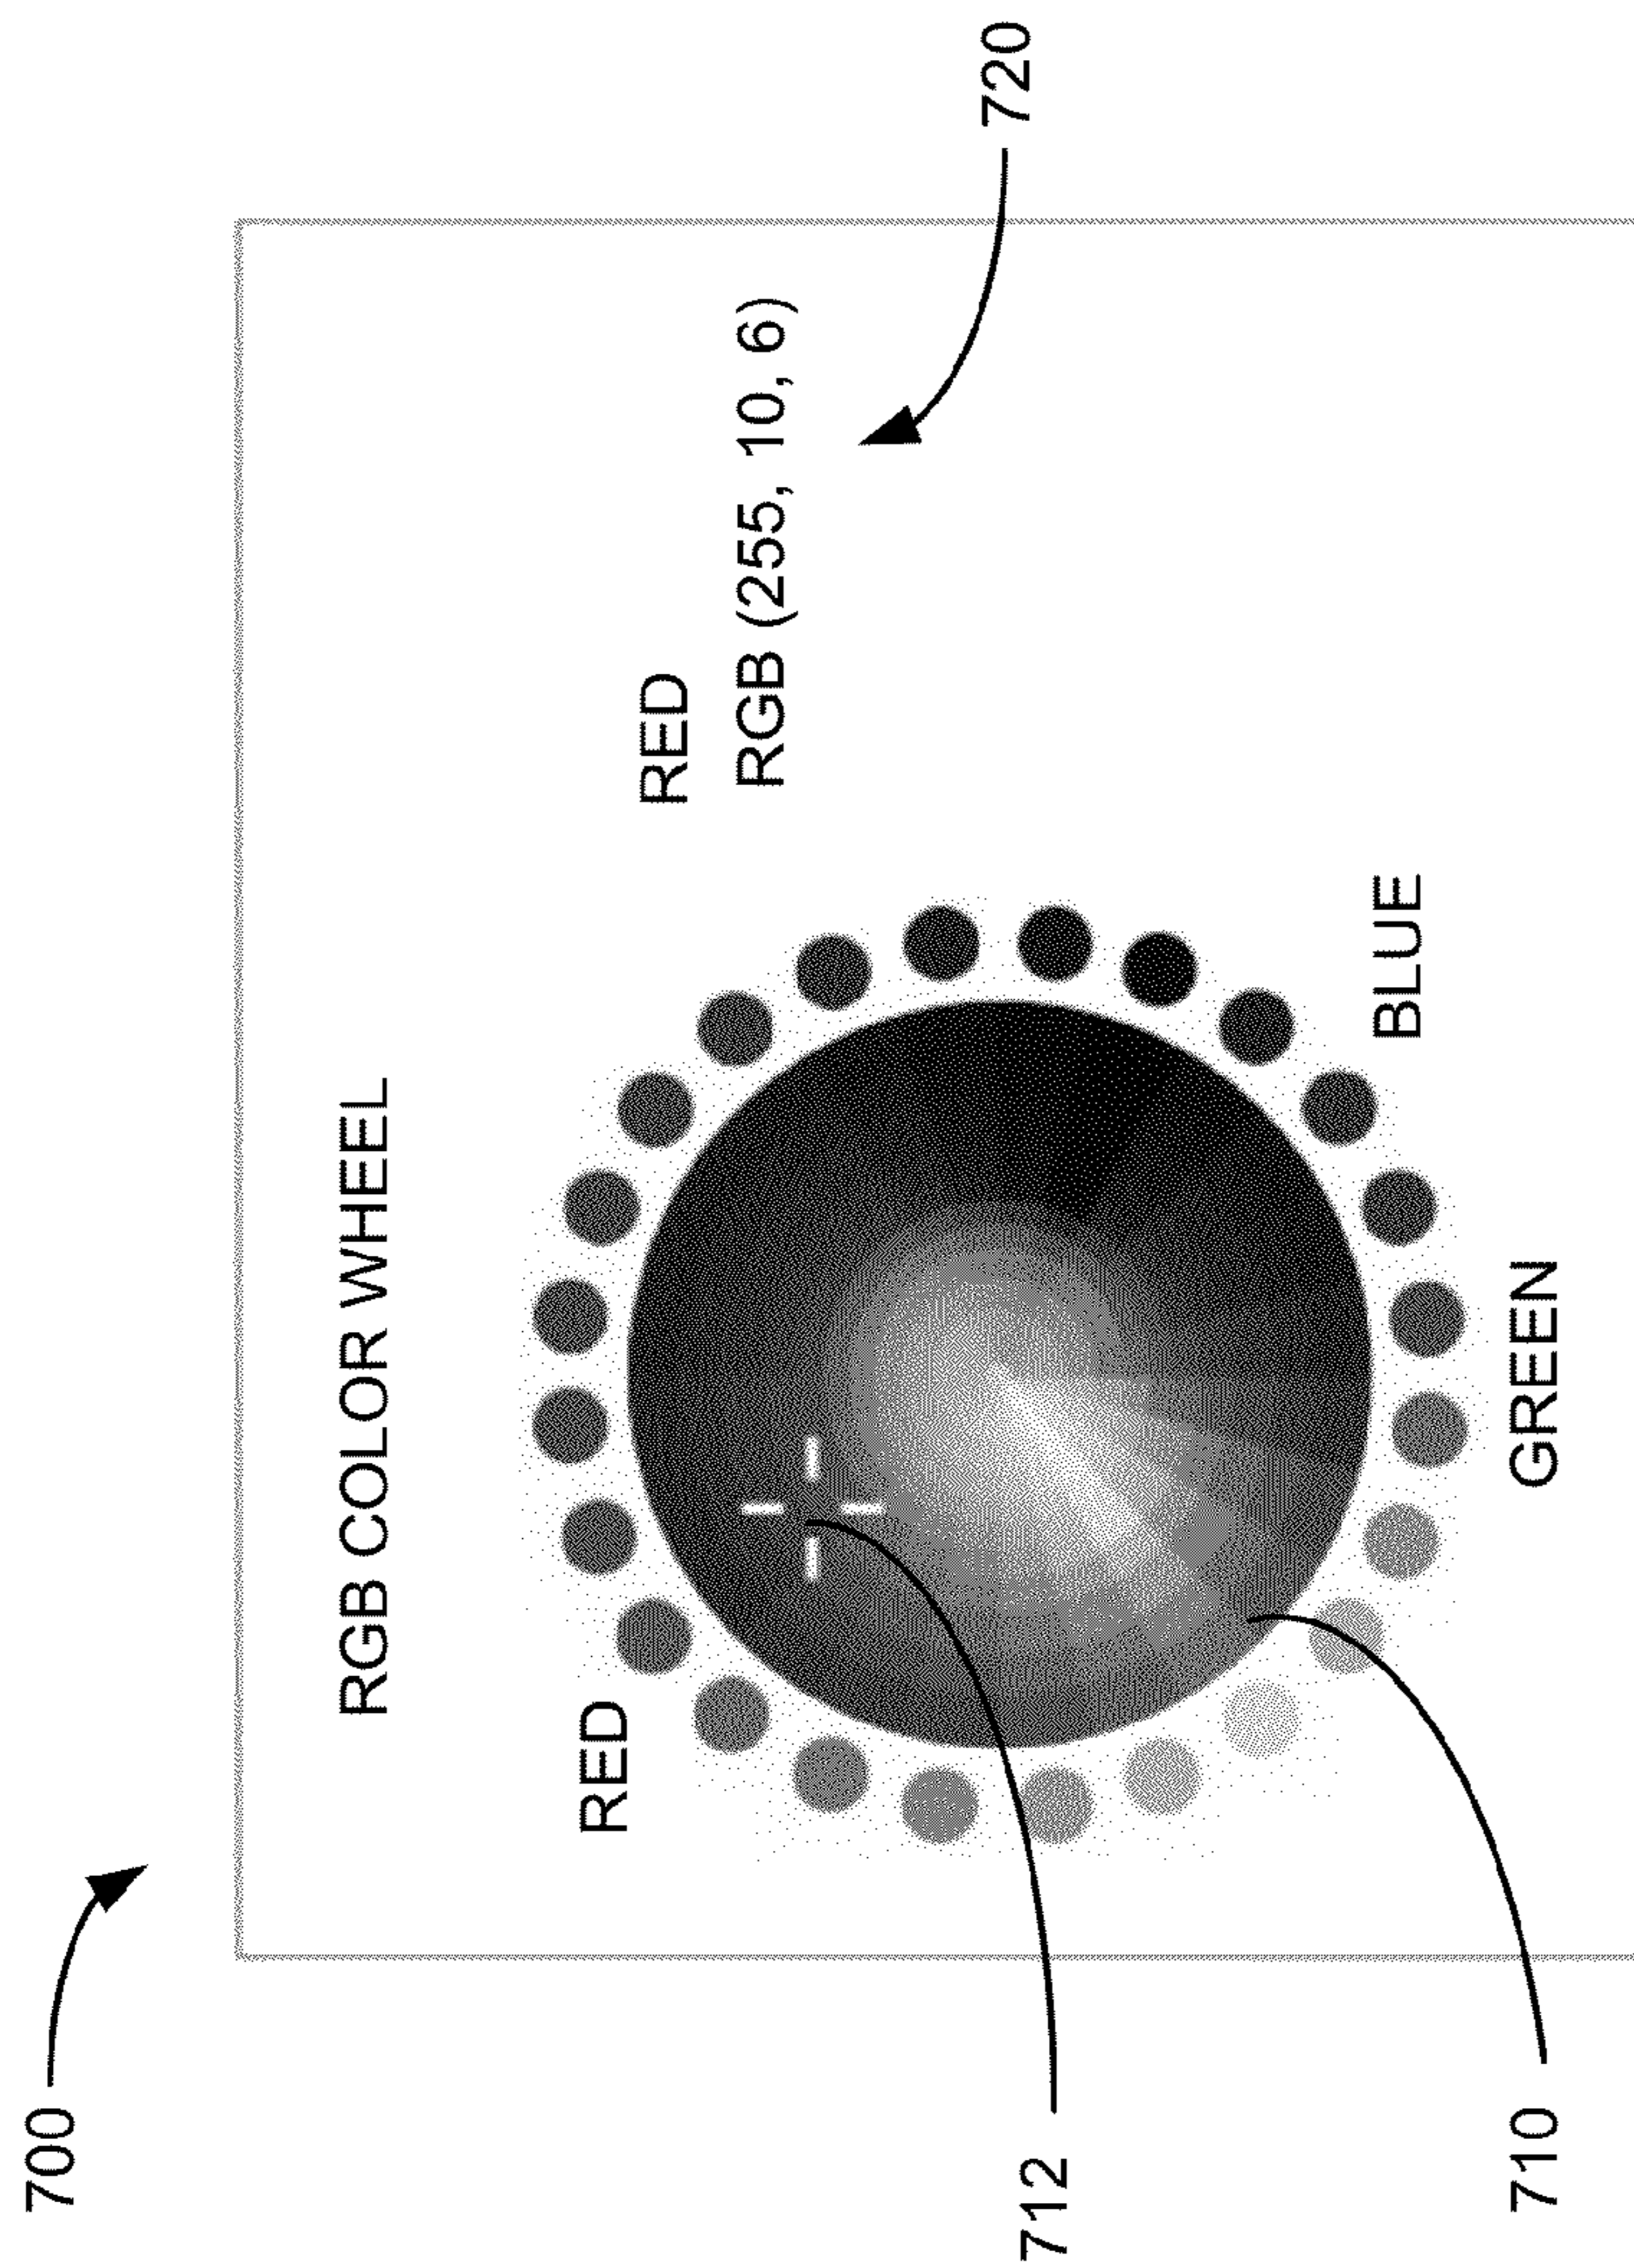 700
RGB COLOR WHEEL
RED
RED
RGB (255, 10, 6)
720
712
BLUE
GREEN
710